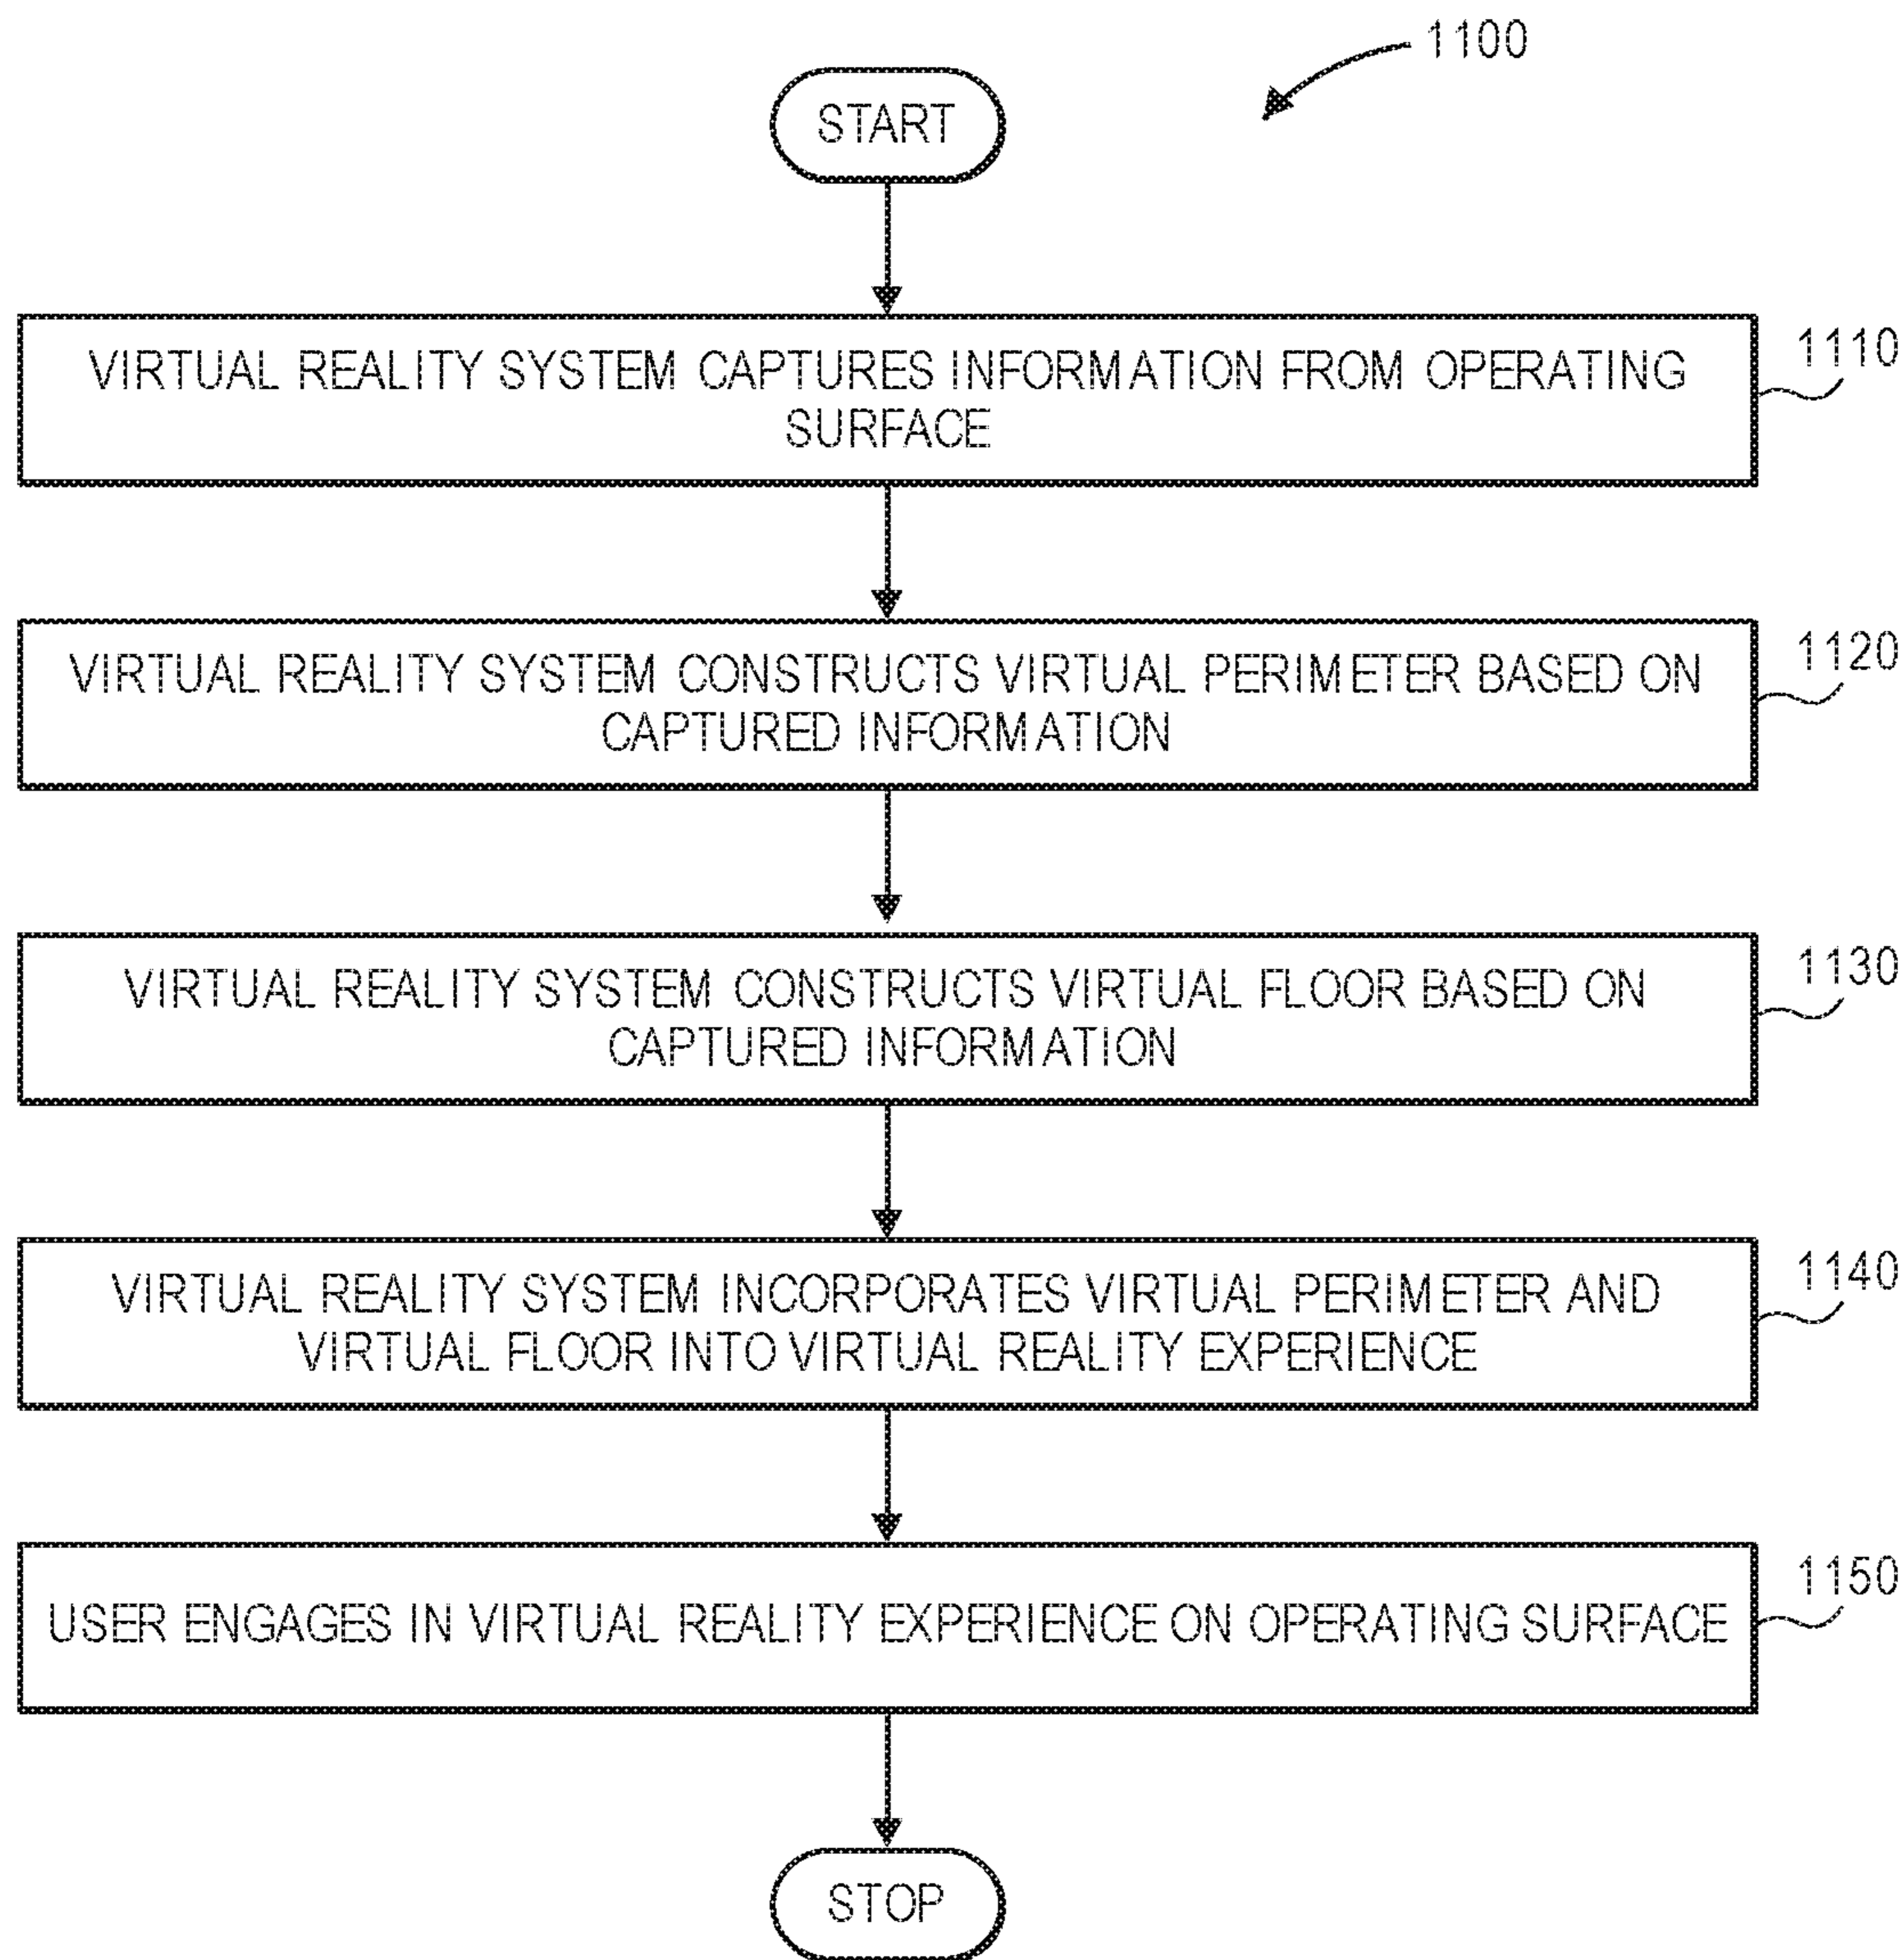 1100
START
VIRTUAL REALITY SYSTEM CAPTURES INFORMATION FROM OPERATING
SURFACE
1110
VIRTUAL REALITY SYSTEM CONSTRUCTS VIRTUAL PERIMETER BASED ON
CAPTURED INFORMATION
1120
VIRTUAL REALITY SYSTEM CONSTRUCTS VIRTUAL FLOOR BASED ON
CAPTURED INFORMATION
1130
VIRTUAL REALITY SYSTEM INCORPORATES VIRTUAL PERIMETER AND
VIRTUAL FLOOR INTO VIRTUAL REALITY EXPERIENCE
1140
USER ENGAGES IN VIRTUAL REALITY EXPERIENCE ON OPERATING SURFACE
1150
STOP